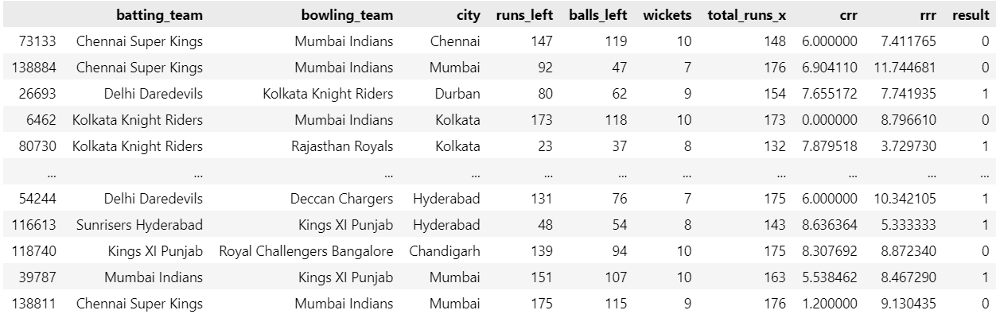 batting_team bowling_team city runs_left balls_left wickets total_runs_x crr rrr result
73133 Chennai Super Kings Mumbai Indians Chennai 147 119 10 148 6.000000 7.411765 0
138884 Chennai Super Kings Mumbai Indians Mumbai 92 47 7 176 6.904110 11.744681 0
26693 Delhi Daredevils Kolkata Knight Riders Durban 80 62 9 154 7.655172 7.741935 1
6462 Kolkata Knight Riders Mumbai Indians Kolkata 173 118 10 173 0.000000 8.796610 0
80730 Kolkata Knight Riders Rajasthan Royals Kolkata 23 37 8 132 7.879518 3.729730 1
... ... ... ... ... ... ... ... ... ... ...
54244 Delhi Daredevils Deccan Chargers Hyderabad 131 76 7 175 6.000000 10.342105 1
116613 Sunrisers Hyderabad Kings XI Punjab Hyderabad 48 54 8 143 8.636364 5.333333 1
118740 Kings XI Punjab Royal Challengers Bangalore Chandigarh 139 94 10 175 8.307692 8.872340 0
39787 Mumbai Indians Kings XI Punjab Mumbai 151 107 10 163 5.538462 8.467290 1
138811 Chennai Super Kings Mumbai Indians Mumbai 175 115 9 176 1.200000 9.130435 0